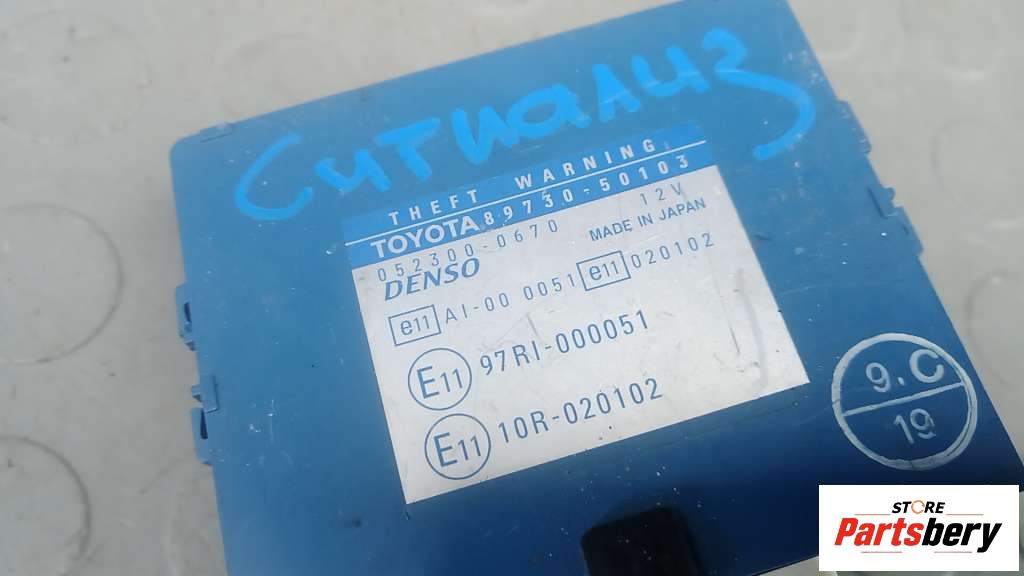 Сигнализ
THEFT WARNING
TOYOTA 89730-50103
052300-0670 12V
DENSO MADE IN JAPAN
e11 AI-00 0051 e11 020102
E11 97RI-000051
E11 10R-020102
9.C
19
STORE
Partsbery